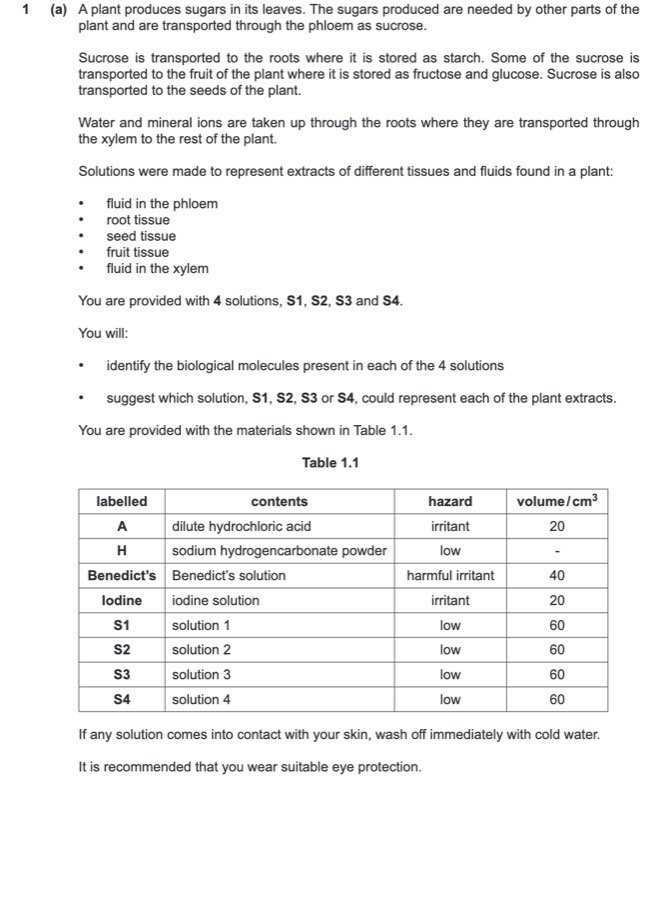 1 (a) A plant produces sugars in its leaves. The sugars produced are needed by other parts of the
plant and are transported through the phloem as sucrose.
Sucrose is transported to the roots where it is stored as starch. Some of the sucrose is
transported to the fruit of the plant where it is stored as fructose and glucose. Sucrose is also
transported to the seeds of the plant.
Water and mineral ions are taken up through the roots where they are transported through
the xylem to the rest of the plant.
Solutions were made to represent extracts of different tissues and fluids found in a plant:
• fluid in the phloem
• root tissue
• seed tissue
• fruit tissue
• fluid in the xylem
You are provided with 4 solutions, S1, S2, S3 and S4.
You will:
• identify the biological molecules present in each of the 4 solutions
• suggest which solution, S1, S2, S3 or S4, could represent each of the plant extracts.
You are provided with the materials shown in Table 1.1.
Table 1.1
labelled contents hazard volume/cm³
A dilute hydrochloric acid irritant 20
H sodium hydrogencarbonate powder low -
Benedict's Benedict's solution harmful irritant 40
Iodine iodine solution irritant 20
S1 solution 1 low 60
S2 solution 2 low 60
S3 solution 3 low 60
S4 solution 4 low 60
If any solution comes into contact with your skin, wash off immediately with cold water.
It is recommended that you wear suitable eye protection.